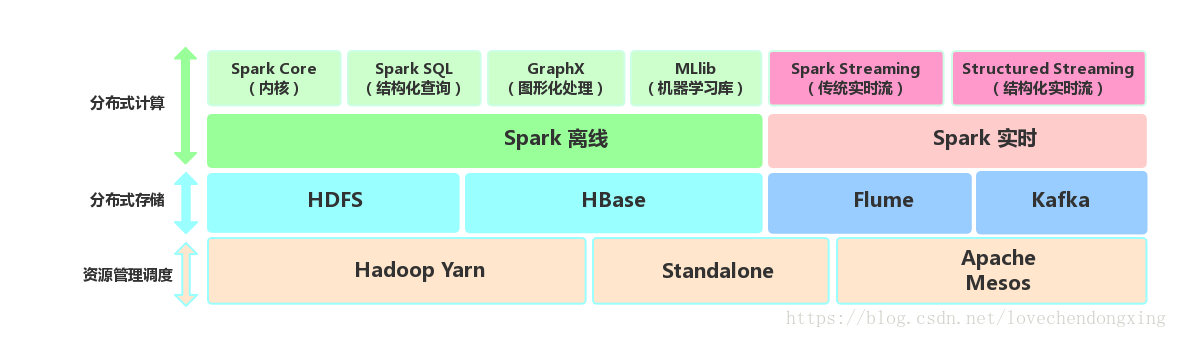 Spark Core
（内核）
Spark SQL
（结构化查询）
GraphX
（图形化处理）
MLlib
（机器学习库）
Spark Streaming
（传统实时流）
Structured Streaming
（结构化实时流）
分布式计算
Spark 离线
Spark 实时
分布式存储
HDFS
HBase
Flume
Kafka
资源管理调度
Hadoop Yarn
Standalone
Apache
Mesos
https://blog.csdn.net/lovechendongxing